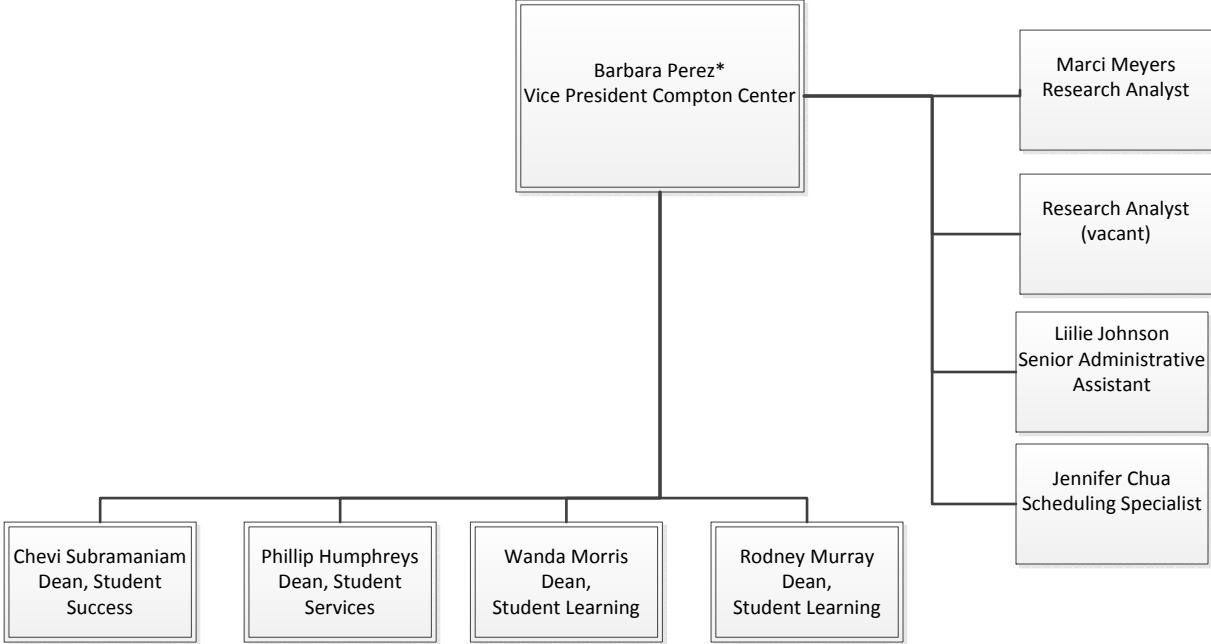 Barbara Perez*
Vice President Compton Center
Marci Meyers
Research Analyst
Research Analyst
(vacant)
Liilie Johnson
Senior Administrative
Assistant
Jennifer Chua
Scheduling Specialist
Chevi Subramaniam
Dean, Student
Success
Phillip Humphreys
Dean, Student
Services
Wanda Morris
Dean,
Student Learning
Rodney Murray
Dean,
Student Learning